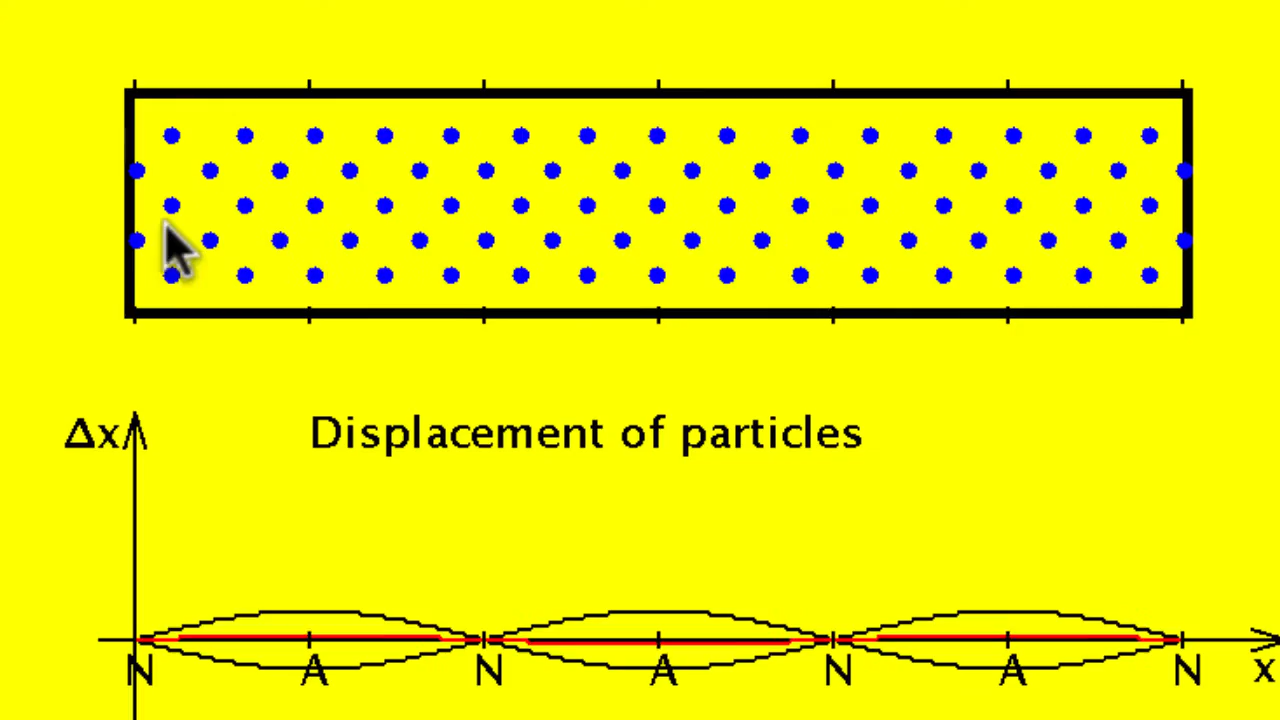 Δx
Displacement of particles
N A N A N A N x